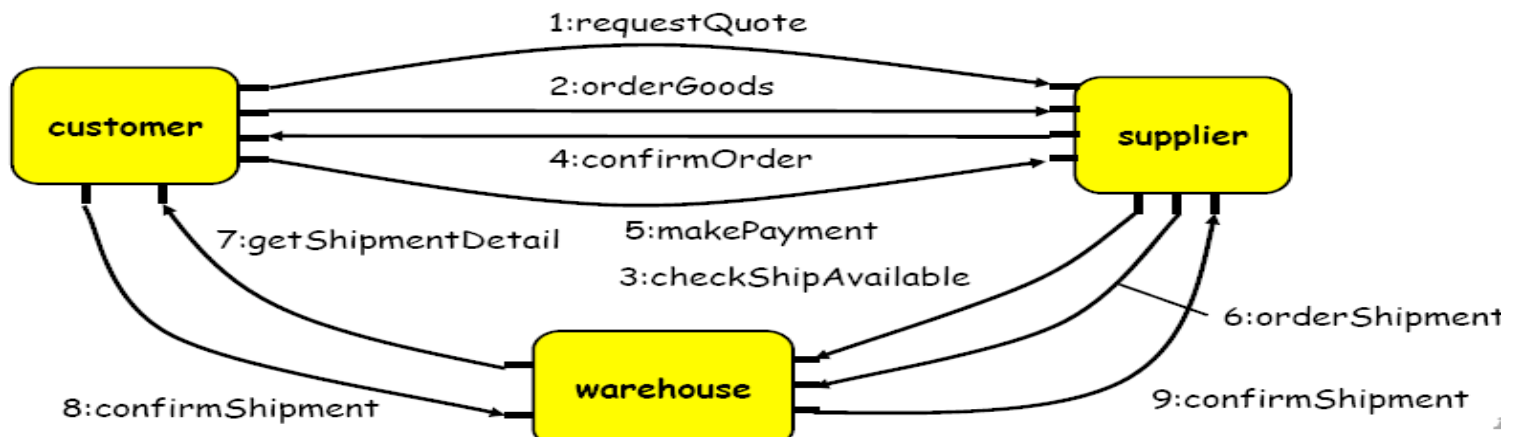 1:requestQuote
2:orderGoods
customer
supplier
4:confirmOrder
5:makePayment
7:getShipmentDetail
3:checkShipAvailable
6:orderShipment
warehouse
8:confirmShipment
9:confirmShipment